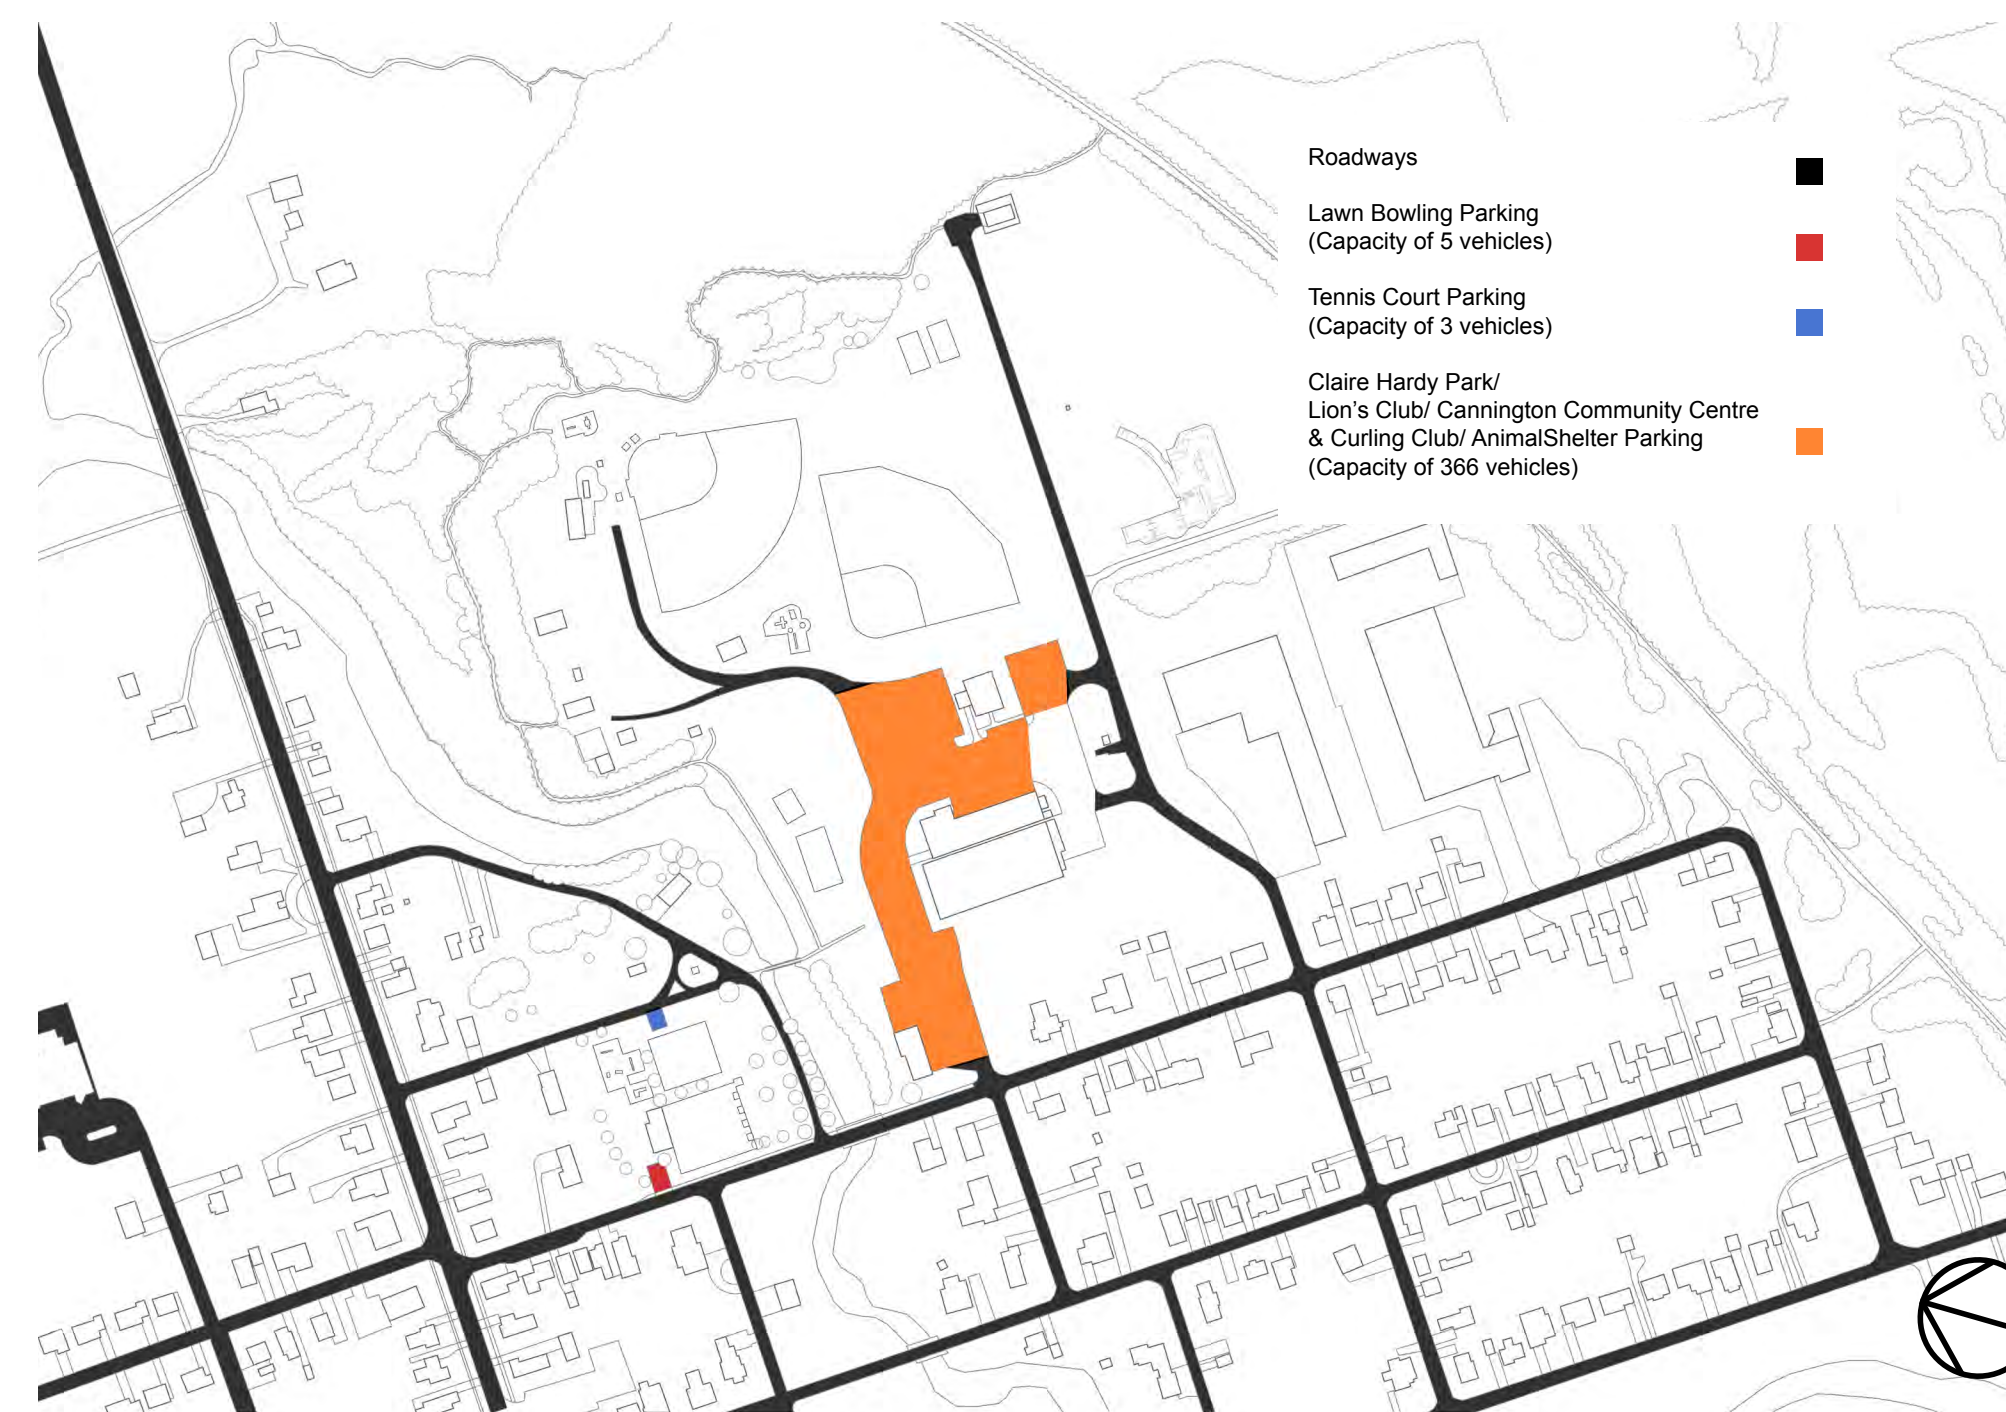 Roadways
Lawn Bowling Parking
(Capacity of 5 vehicles)
Tennis Court Parking
(Capacity of 3 vehicles)
Claire Hardy Park/
Lion's Club/ Cannington Community Centre
& Curling Club/ AnimalShelter Parking
(Capacity of 366 vehicles)